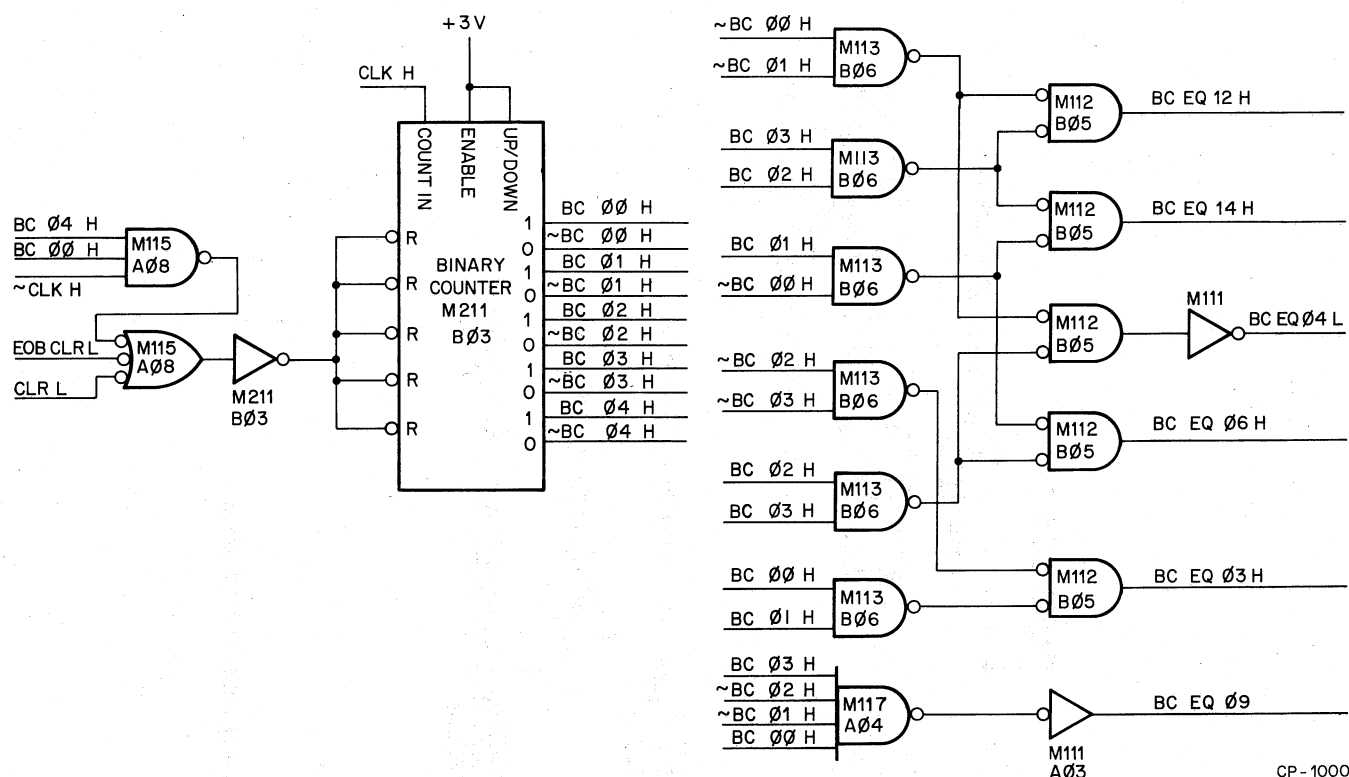 +3V
CLK H
COUNT IN
ENABLE
UP/DOWN
BC Ø4 H
BC ØØ H
~CLK H
M115
AØ8
EOB CLR L
CLR L
M115
AØ8
M211
BØ3
R
R
R
R
R
BINARY
COUNTER
M211
BØ3
1
0
1
0
1
0
1
0
1
0
BC ØØ H
~BC ØØ H
BC Ø1 H
~BC Ø1 H
BC Ø2 H
~BC Ø2 H
BC Ø3 H
~BC Ø3 H
BC Ø4 H
~BC Ø4 H
~BC ØØ H
~BC Ø1 H
M113
BØ6
BC Ø3 H
BC Ø2 H
M113
BØ6
BC Ø1 H
~BC ØØ H
M113
BØ6
~BC Ø2 H
~BC Ø3 H
M113
BØ6
BC Ø2 H
BC Ø3 H
M113
BØ6
BC ØØ H
BC Ø1 H
M113
BØ6
BC Ø3 H
~BC Ø2 H
~BC Ø1 H
BC ØØ H
M117
AØ4
M112
BØ5
BC EQ 12 H
M112
BØ5
BC EQ 14 H
M112
BØ5
M111
BC EQ Ø4 L
M112
BØ5
BC EQ Ø6 H
M112
BØ5
BC EQ Ø3 H
M111
AØ3
BC EQ Ø9
CP-1000